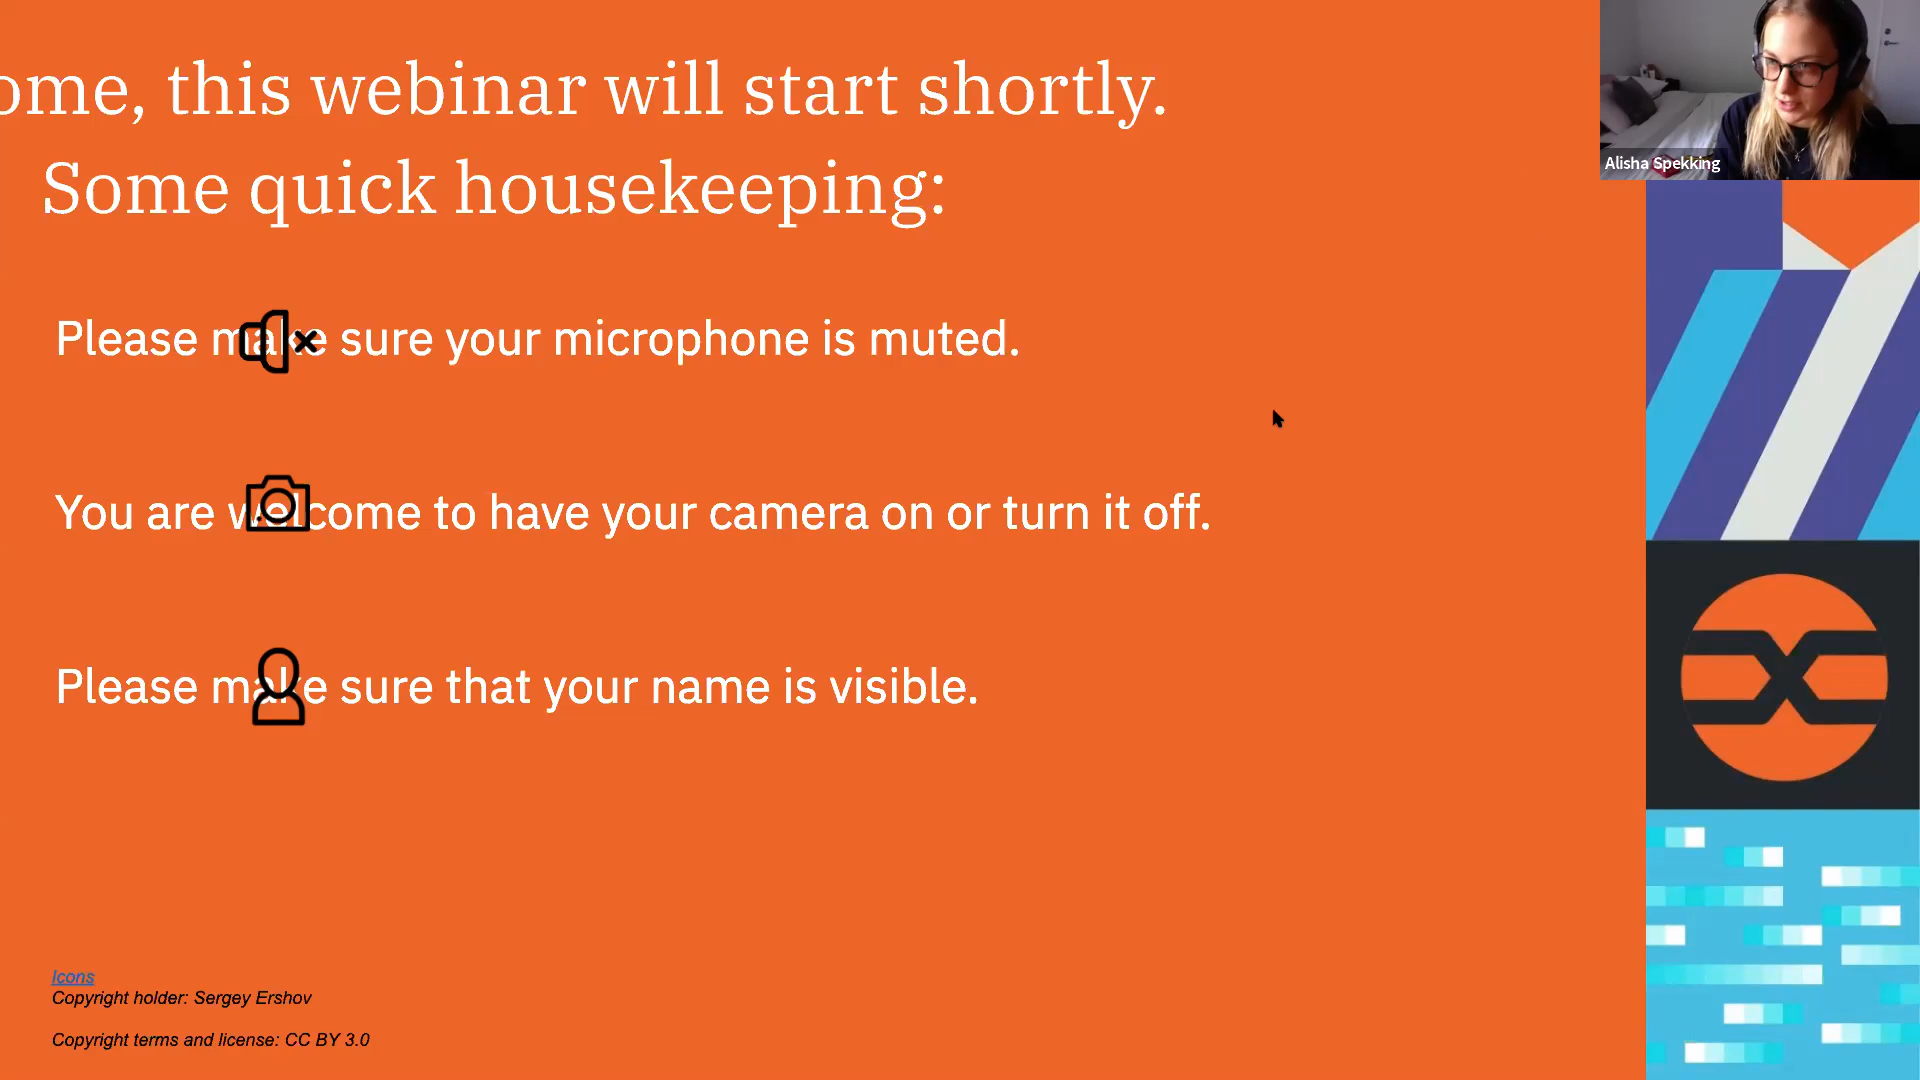 ome, this webinar will start shortly.
Some quick housekeeping:
Alisha Spekking
Please make sure your microphone is muted.
You are welcome to have your camera on or turn it off.
Please make sure that your name is visible.
Icons
Copyright holder: Sergey Ershov
Copyright terms and license: CC BY 3.0